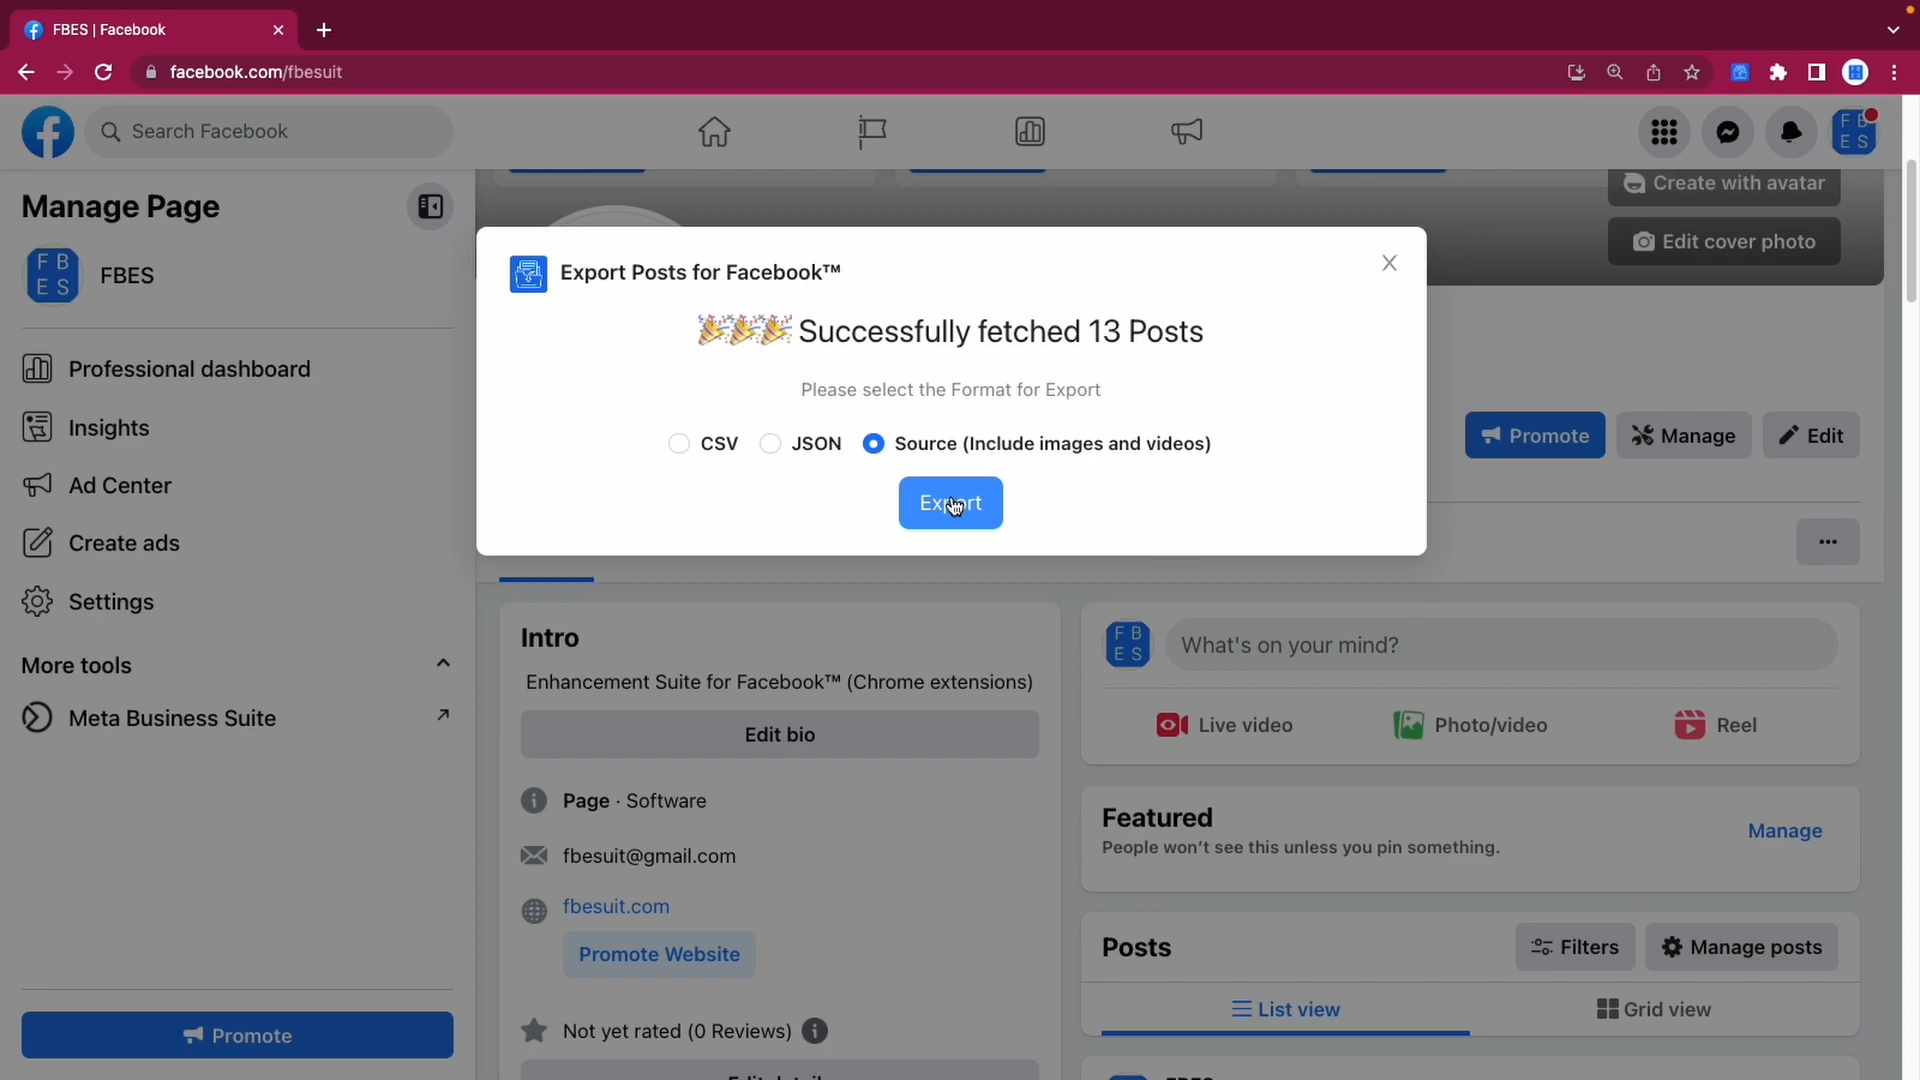 FBES | Facebook
facebook.com/fbesuit
Search Facebook
F B
E S
Manage Page
F B
E S
FBES
Professional dashboard
Insights
Ad Center
Create ads
Settings
More tools
Meta Business Suite
Promote
Create with avatar
Edit cover photo
Export Posts for Facebook™
Successfully fetched 13 Posts
Please select the Format for Export
CSV JSON Source (Include images and videos)
Export
Promote Manage Edit
Intro
Enhancement Suite for Facebook™ (Chrome extensions)
Edit bio
Page · Software
fbesuit@gmail.com
fbesuit.com
Promote Website
Not yet rated (0 Reviews)
F B
E S
What's on your mind?
Live video Photo/video Reel
Featured
Manage
People won't see this unless you pin something.
Posts Filters Manage posts
List view Grid view